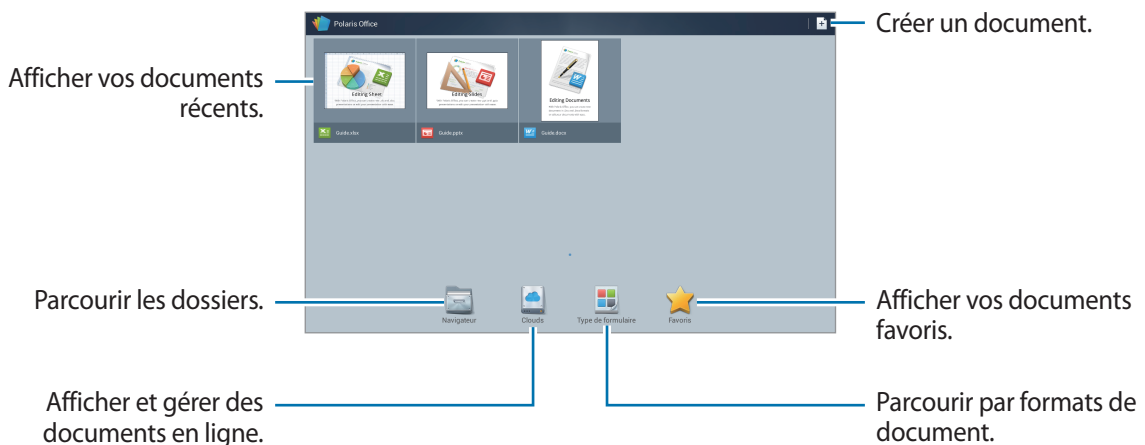 Polaris Office
Créer un document.
Afficher vos documents
récents.
Editing Sheet
Editing Slides
Editing Documents
Guide.xlsx
Guide.pptx
Guide.docx
Parcourir les dossiers.
Navigateur
Clouds
Type de formulaire
Favoris
Afficher vos documents
favoris.
Afficher et gérer des
documents en ligne.
Parcourir par formats de
document.